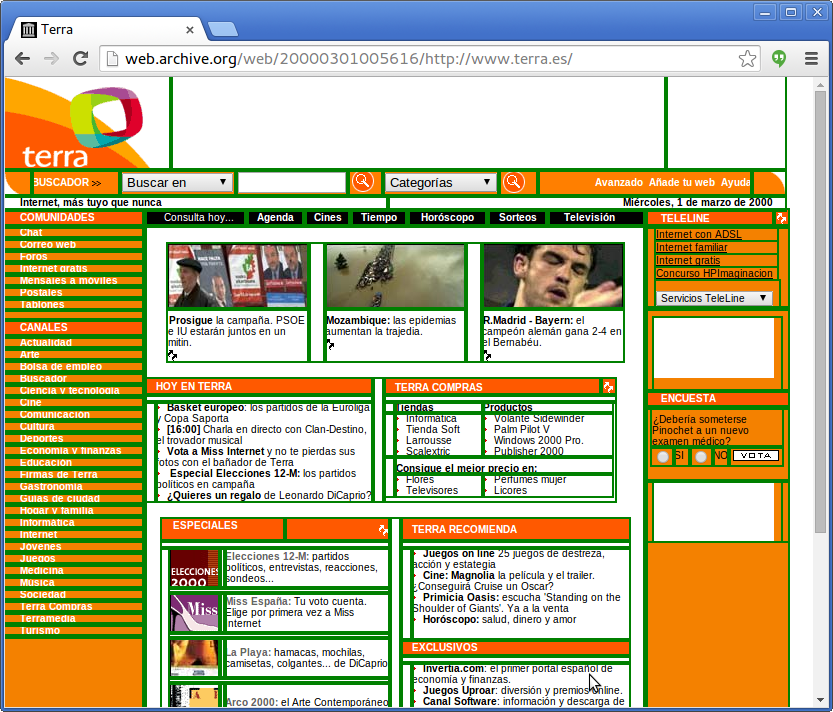 Terra
web.archive.org/web/20000301005616/http://www.terra.es/
terra
BUSCADOR >>
Buscar en
Categorías
Avanzado Añade tu web Ayuda
Internet, más tuyo que nunca
Miércoles, 1 de marzo de 2000
COMUNIDADES
Chat
Correo web
Foros
Internet gratis
Mensajes a móviles
Postales
Tablones
CANALES
Actualidad
Arte
Bolsa de empleo
Buscador
Ciencia y tecnología
Cine
Comunicación
Cultura
Deportes
Economía y finanzas
Educación
Firmas de Terra
Gastronomía
Guías de ciudad
Hogar y familia
Informática
Internet
Jóvenes
Juegos
Medicina
Música
Sociedad
Terra Compras
Terramedia
Turismo
Consulta hoy... Agenda Cines Tiempo Horóscopo Sorteos Televisión
Prosigue la campaña. PSOE
e IU estarán juntos en un
mitin.
Mozambique: las epidemias
aumentan la trajedia.
R.Madrid - Bayern: el
campeón alemán gana 2-4 en
el Bernabéu.
HOY EN TERRA
Basket europeo: los partidos de la Euroliga
y Copa Saporta
[16:00] Charla en directo con Clan-Destino,
el trovador musical
Vota a Miss Internet y no te pierdas sus
fotos con el bañador de Terra
Especial Elecciones 12-M: los partidos
políticos en campaña
¿Quieres un regalo de Leonardo DiCaprio?
TERRA COMPRAS
Tiendas
Informática
Tienda Soft
Larrousse
Scalextric
Productos
Volante Sidewinder
Palm Pilot V
Windows 2000 Pro.
Publisher 2000
Consigue el mejor precio en:
Flores
Televisores
Perfumes mujer
Licores
ESPECIALES
ELECCIONES
2000
Elecciones 12-M: partidos
políticos, entrevistas, reacciones,
sondeos...
Miss
Miss España: Tu voto cuenta.
Elige por primera vez a Miss
Internet
La Playa: hamacas, mochilas,
camisetas, colgantes... de DiCaprio
Arco 2000: el Arte Contemporáneo
TERRA RECOMIENDA
Juegos on line 25 juegos de destreza,
acción y estategia
Cine: Magnolia la película y el trailer.
¿Conseguirá Cruise un Oscar?
Primicia Oasis: escucha 'Standing on the
Shoulder of Giants'. Ya a la venta
Horóscopo: salud, dinero y amor
EXCLUSIVOS
Invertia.com: el primer portal español de
economía y finanzas.
Juegos Uproar: diversión y premios online.
Canal Software: información y descarga de
TELELINE
Internet con ADSL
Internet familiar
Internet gratis
Concurso HPImaginacion
Servicios TeleLine
ENCUESTA
¿Debería someterse
Pinochet a un nuevo
examen médico?
SI NO VOTA